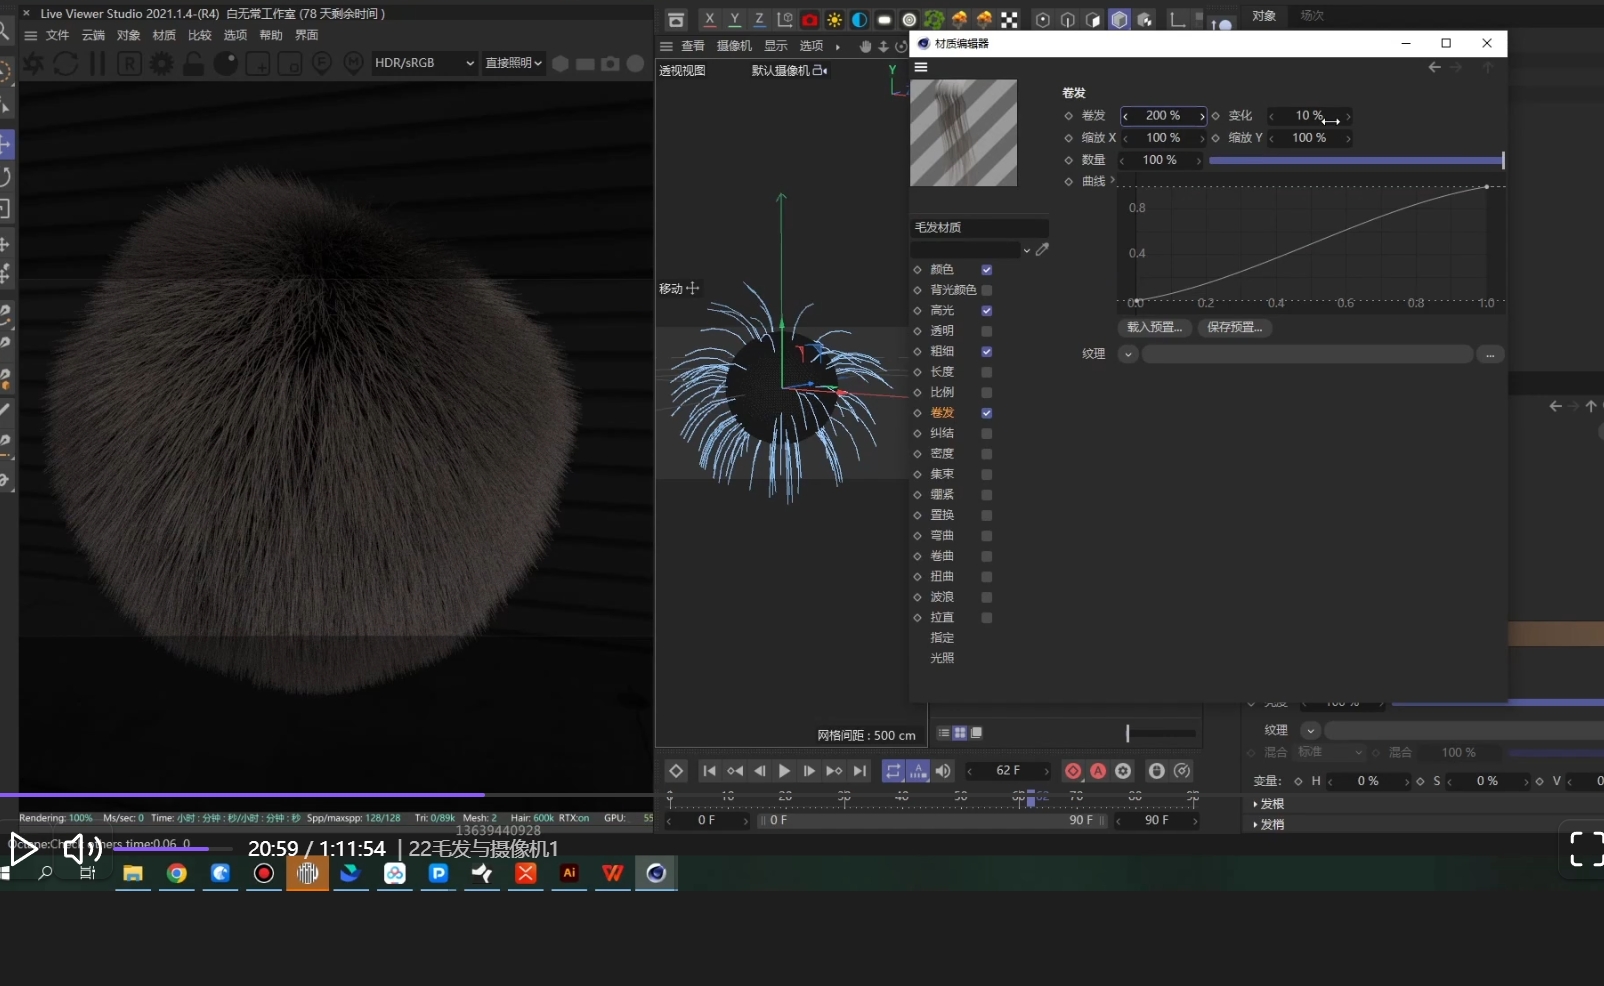 × Live Viewer Studio 2021.1.4-(R4) 白无常工作室 (78 天剩余时间 )
文件 云端 对象 材质 比较 选项 帮助 界面
HDR/sRGB 直接照明
Rendering: 100% Ms/sec: 0 Time: 小时 : 分钟 : 秒/小时 : 分钟 : 秒 Spp/maxspp: 128/128 Tri: 0/89k Mesh: 2 Hair: 600k RTX:on GPU: 55
13639440928
20:59 / 1:11:54 | 22毛发与摄像机1
X Y Z
查看 摄像机 显示 选项
透视视图
默认摄像机
Y
移动
网格间距 : 500 cm
62 F
0 10 20 30 40 50 60 62 70 80 90
0 F 0 F 90 F 90 F
对象 场次
材质编辑器
毛发材质
颜色
背光颜色
高光
透明
粗细
长度
比例
卷发
纠结
密度
集束
绷紧
置换
弯曲
卷曲
扭曲
波浪
拉直
指定
光照
卷发
卷发 200 % 变化 10 %
缩放 X 100 % 缩放 Y 100 %
数量 100 %
曲线
0.8
0.4
0.0 0.2 0.4 0.6 0.8 1.0
载入预置... 保存预置...
纹理 ...
亮度 100 %
纹理
混合 标准 混合 100 %
变量: H 0 % S 0 % V
发根
发梢